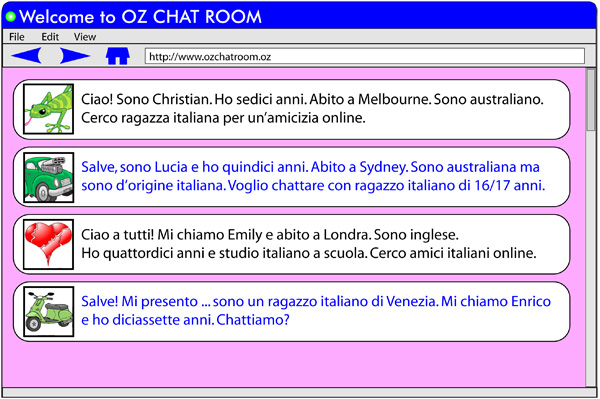 Welcome to OZ CHAT ROOM
File Edit View
http://www.ozchatroom.oz
Ciao! Sono Christian. Ho sedici anni. Abito a Melbourne. Sono australiano.
Cerco ragazza italiana per un'amicizia online.
Salve, sono Lucia e ho quindici anni. Abito a Sydney. Sono australiana ma
sono d'origine italiana. Voglio chattare con ragazzo italiano di 16/17 anni.
Ciao a tutti! Mi chiamo Emily e abito a Londra. Sono inglese.
Ho quattordici anni e studio italiano a scuola. Cerco amici italiani online.
Salve! Mi presento ... sono un ragazzo italiano di Venezia. Mi chiamo Enrico
e ho diciassette anni. Chattiamo?